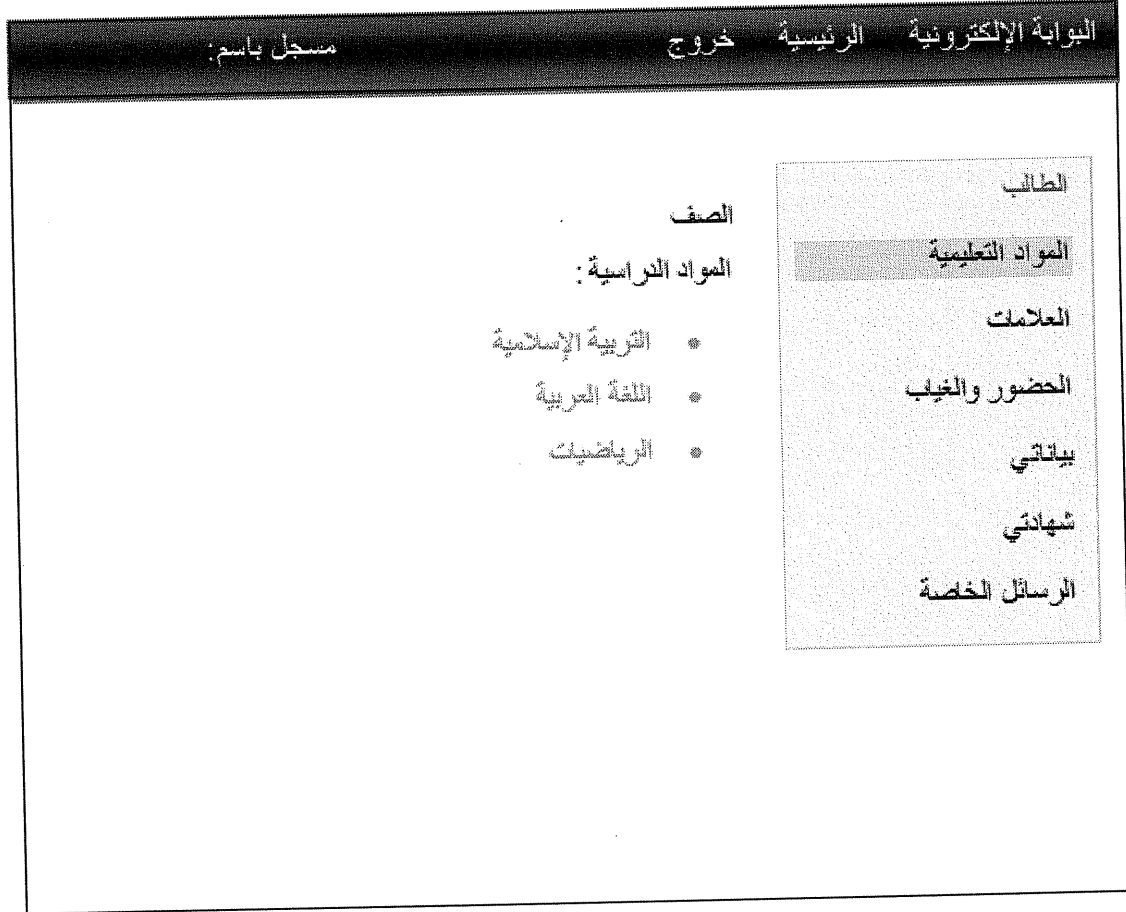 البوابة الإلكترونية الرئيسية خروج مسجل باسم:
الطالب
المواد التعليمية
العلامات
الحضور والغياب
بياناتي
شهادتي
الرسائل الخاصة
الصف
المواد الدراسية :
• التربية الإسلامية
• اللغة العربية
• الرياضيات